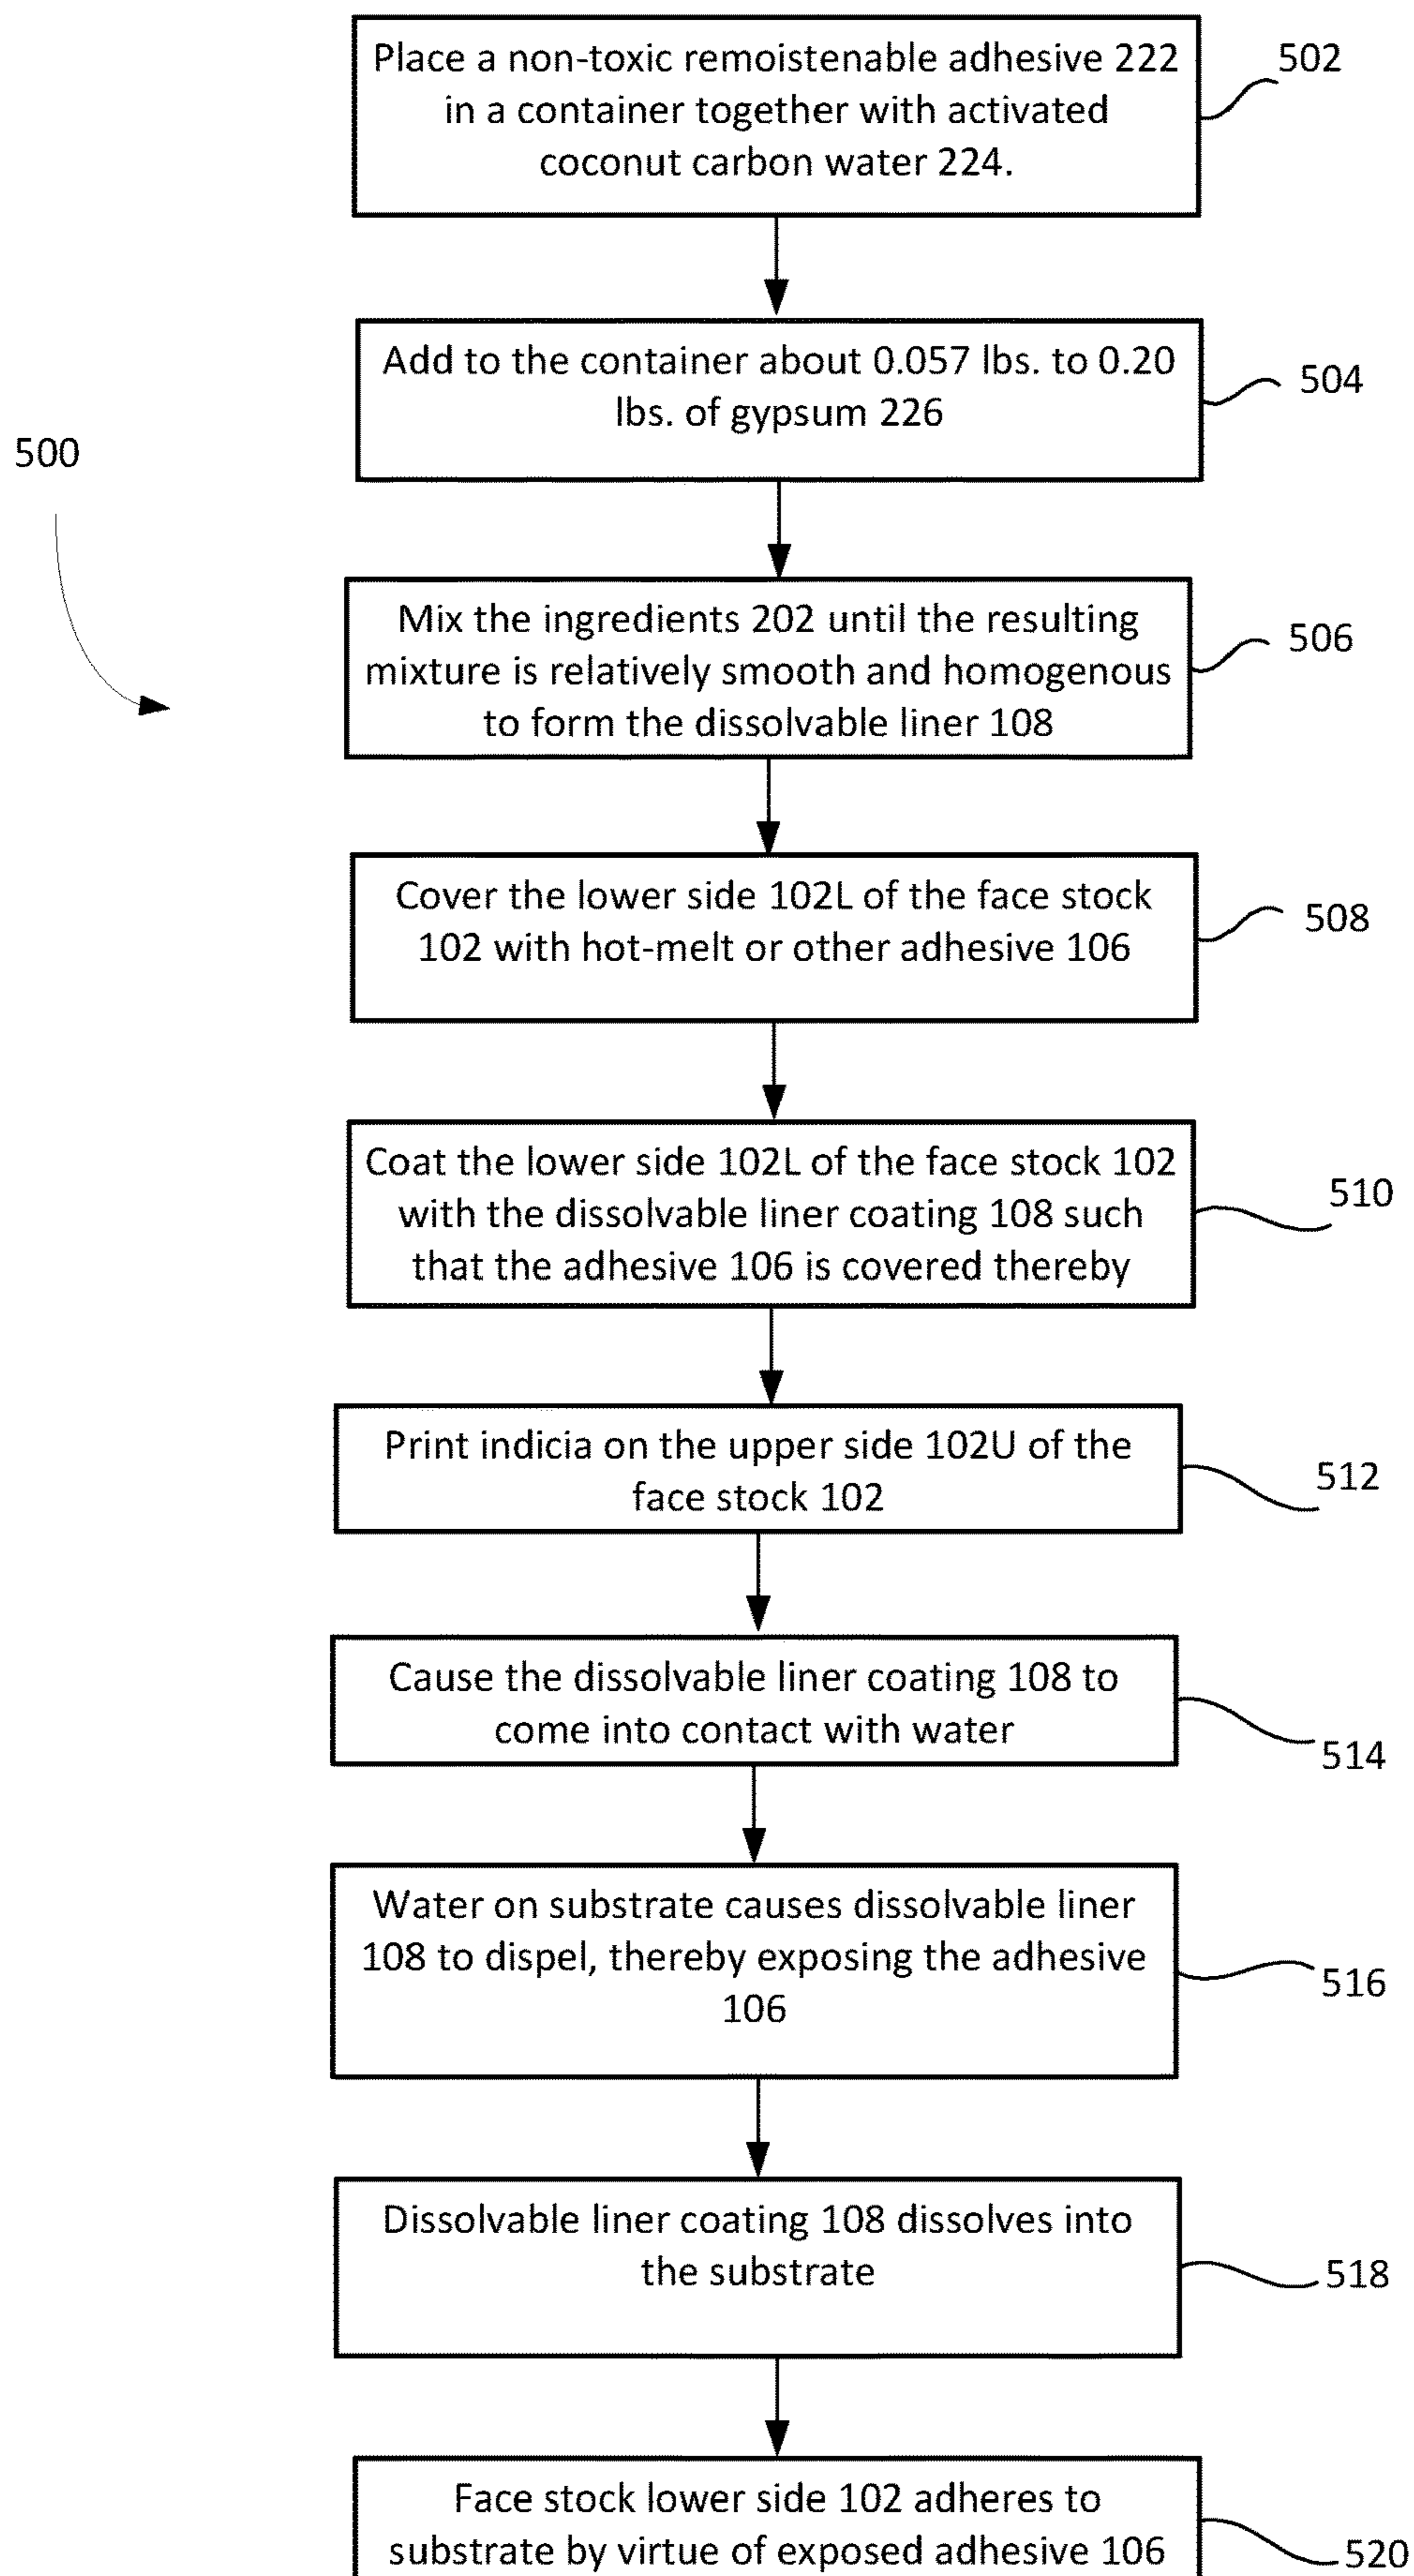 Place a non-toxic remoistenable adhesive 222
in a container together with activated
coconut carbon water 224.
502
Add to the container about 0.057 lbs. to 0.20
lbs. of gypsum 226
504
500
Mix the ingredients 202 until the resulting
mixture is relatively smooth and homogenous
to form the dissolvable liner 108
506
Cover the lower side 102L of the face stock
102 with hot-melt or other adhesive 106
508
Coat the lower side 102L of the face stock 102
with the dissolvable liner coating 108 such
that the adhesive 106 is covered thereby
510
Print indicia on the upper side 102U of the
face stock 102
512
Cause the dissolvable liner coating 108 to
come into contact with water
514
Water on substrate causes dissolvable liner
108 to dispel, thereby exposing the adhesive
106
516
Dissolvable liner coating 108 dissolves into
the substrate
518
Face stock lower side 102 adheres to
substrate by virtue of exposed adhesive 106
520